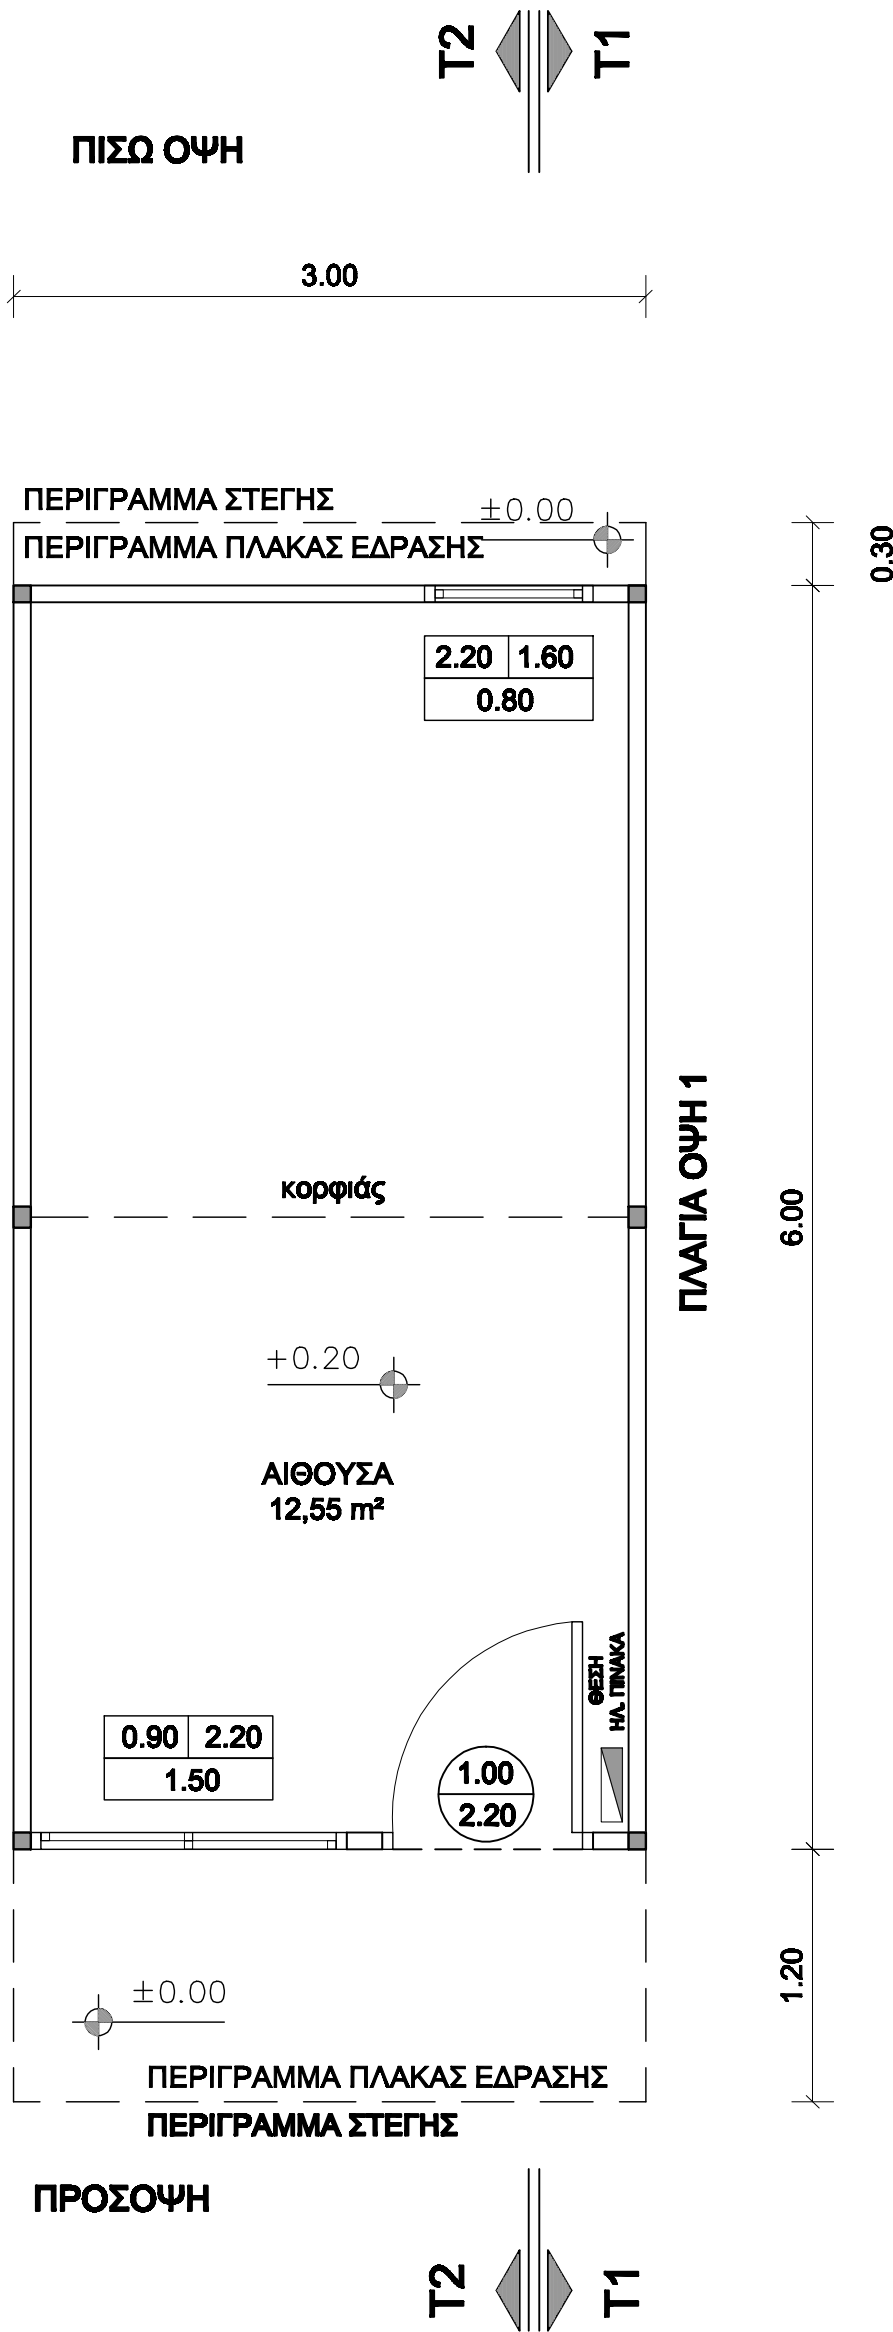 T2
T1
ΠΙΣΩ ΟΨΗ
3.00
ΠΕΡΙΓΡΑΜΜΑ ΣΤΕΓΗΣ
±0.00
ΠΕΡΙΓΡΑΜΜΑ ΠΛΑΚΑΣ ΕΔΡΑΣΗΣ
0.30
2.20 1.60
0.80
ΠΛΑΓΙΑ ΟΨΗ 1
κορφιάς
6.00
+0.20
ΑΙΘΟΥΣΑ
12,55 m²
ΘΕΣΗ
ΗΛ. ΠΙΝΑΚΑ
0.90 2.20
1.50
1.00
2.20
1.20
±0.00
ΠΕΡΙΓΡΑΜΜΑ ΠΛΑΚΑΣ ΕΔΡΑΣΗΣ
ΠΕΡΙΓΡΑΜΜΑ ΣΤΕΓΗΣ
ΠΡΟΣΟΨΗ
T2
T1